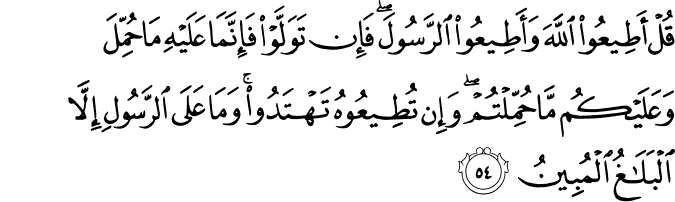 قُلۡ أَطِيعُواْ ٱللَّهَ وَأَطِيعُواْ ٱلرَّسُولَۖ فَإِن تَوَلَّوۡاْ فَإِنَّمَا عَلَيۡهِ مَا حُمِّلَ
وَعَلَيۡكُم مَّا حُمِّلۡتُمۡۖ وَإِن تُطِيعُوهُ تَهۡتَدُواْۚ وَمَا عَلَى ٱلرَّسُولِ إِلَّا
ٱلۡبَلَٰغُ ٱلۡمُبِينُ ٥٤